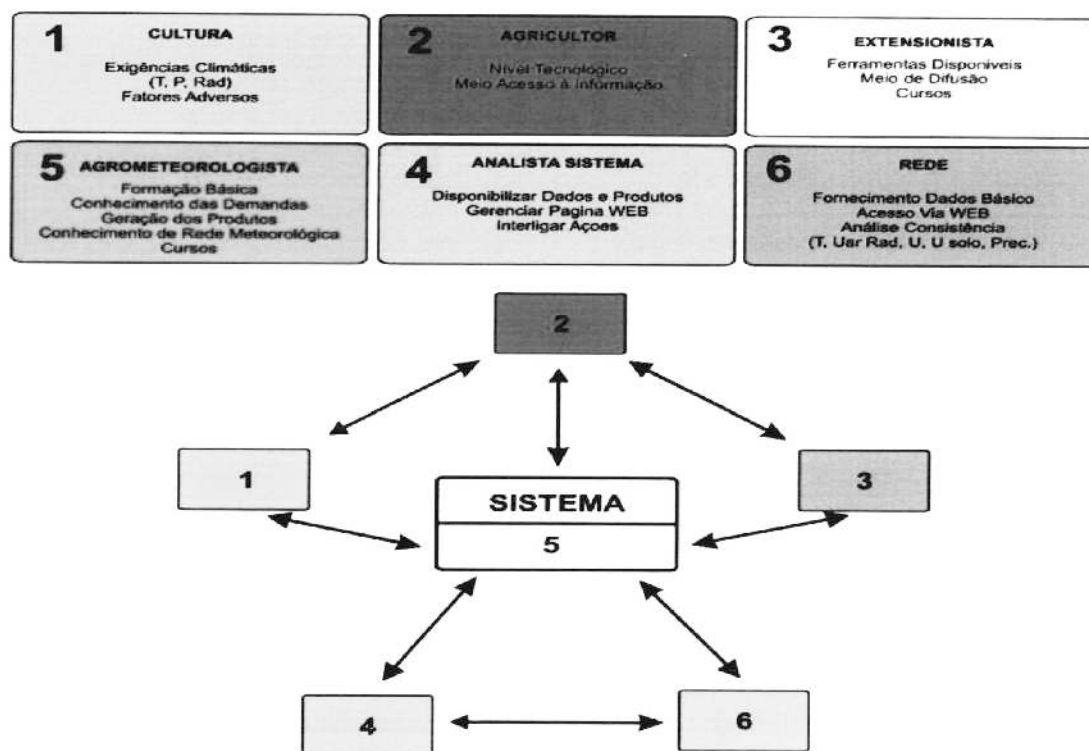 1
CULTURA
Exigências Climáticas
(T, P, Rad)
Fatores Adversos
2
AGRICULTOR
Nível Tecnológico
Meio Acesso à informação
3
EXTENSIONISTA
Ferramentas Disponiveis
Meio de Difusão
Cursos
5
AGROMETEOROLOGISTA
Formação Básica
Conhecimento das Demandas
Geração dos Produtos
Conhecimento de Rede Meteorológica
Cursos
4
ANALISTA SISTEMA
Disponibilizar Dados e Produtos
Gerenciar Pagina WEB
Interligar Açoes
6
REDE
Fornecimento Dados Básico
Acesso Via WEB
Análise Consistência
(T, Uar Rad, U, U solo, Prec.)
2
1
3
SISTEMA
5
4
6